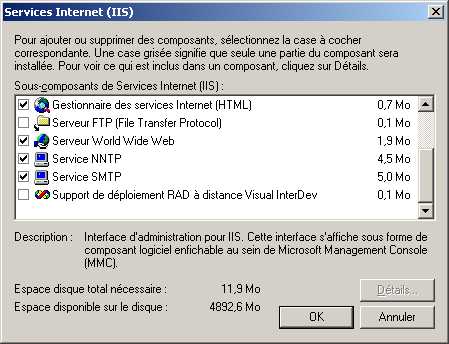 Services Internet (IIS)
Pour ajouter ou supprimer des composants, sélectionnez la case à cocher
correspondante. Une case grisée signifie que seule une partie du composant sera
installée. Pour voir ce qui est inclus dans un composant, cliquez sur Détails.
Sous-composants de Services Internet (IIS) :
Gestionnaire des services Internet (HTML) 0,7 Mo
Serveur FTP (File Transfer Protocol) 0,1 Mo
Serveur World Wide Web 1,9 Mo
Service NNTP 4,5 Mo
Service SMTP 5,0 Mo
Support de déploiement RAD à distance Visual InterDev 0,1 Mo
Description : Interface d'administration pour IIS. Cette interface s'affiche sous forme de
composant logiciel enfichable au sein de Microsoft Management Console
(MMC).
Espace disque total nécessaire : 11,9 Mo
Détails...
Espace disponible sur le disque : 4892,6 Mo
OK
Annuler